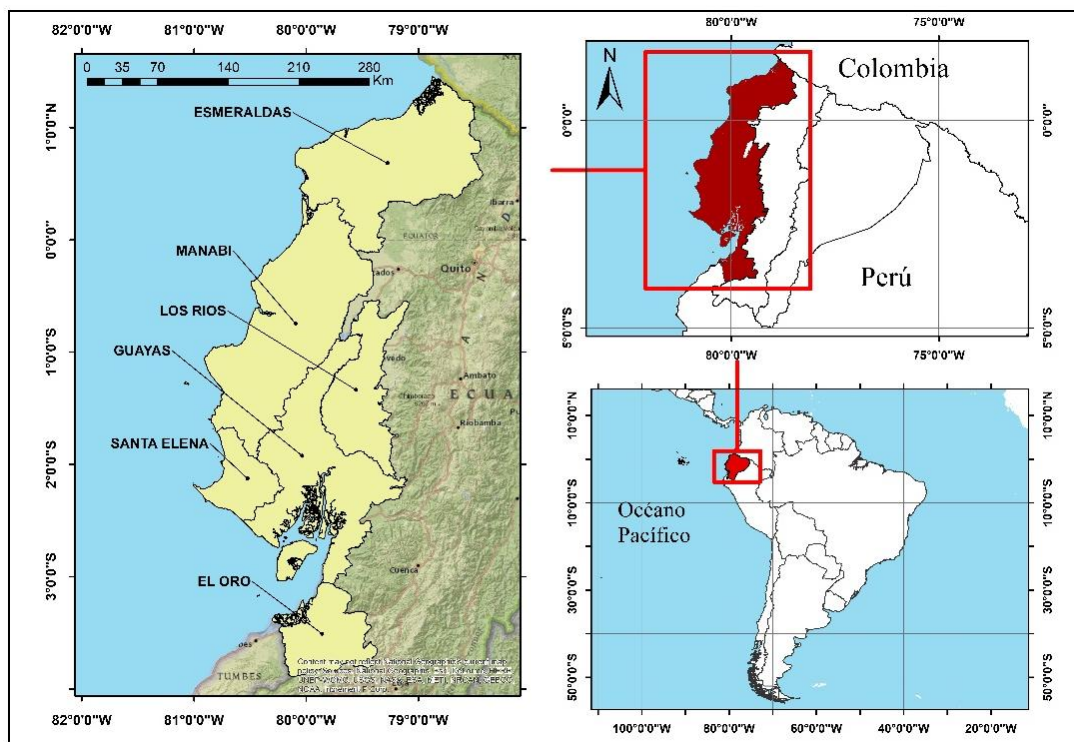 82°0'0"W 81°0'0"W 80°0'0"W 79°0'0"W
0 35 70 140 210 280
Km
ESMERALDAS
MANABI
LOS RIOS
GUAYAS
SANTA ELENA
EL ORO
Ibarra
ECUADOR
Quito
Ambato
ECUA
Riobamba
Cuenca
TUMBES
1°0'0"N
0°0'0"
1°0'0"S
2°0'0"S
3°0'0"S
82°0'0"W 81°0'0"W 80°0'0"W 79°0'0"W
80°0'0"W 75°0'0"W
N
Colombia
Perú
0°0'0"
5°0'0"S
0°0'0"
5°0'0"S
80°0'0"W 75°0'0"W
Océano
Pacífico
10°0'0"N
10°0'0"S
30°0'0"S
50°0'0"S
10°0'0"N
10°0'0"S
30°0'0"S
50°0'0"S
100°0'0"W 80°0'0"W 60°0'0"W 40°0'0"W 20°0'0"W